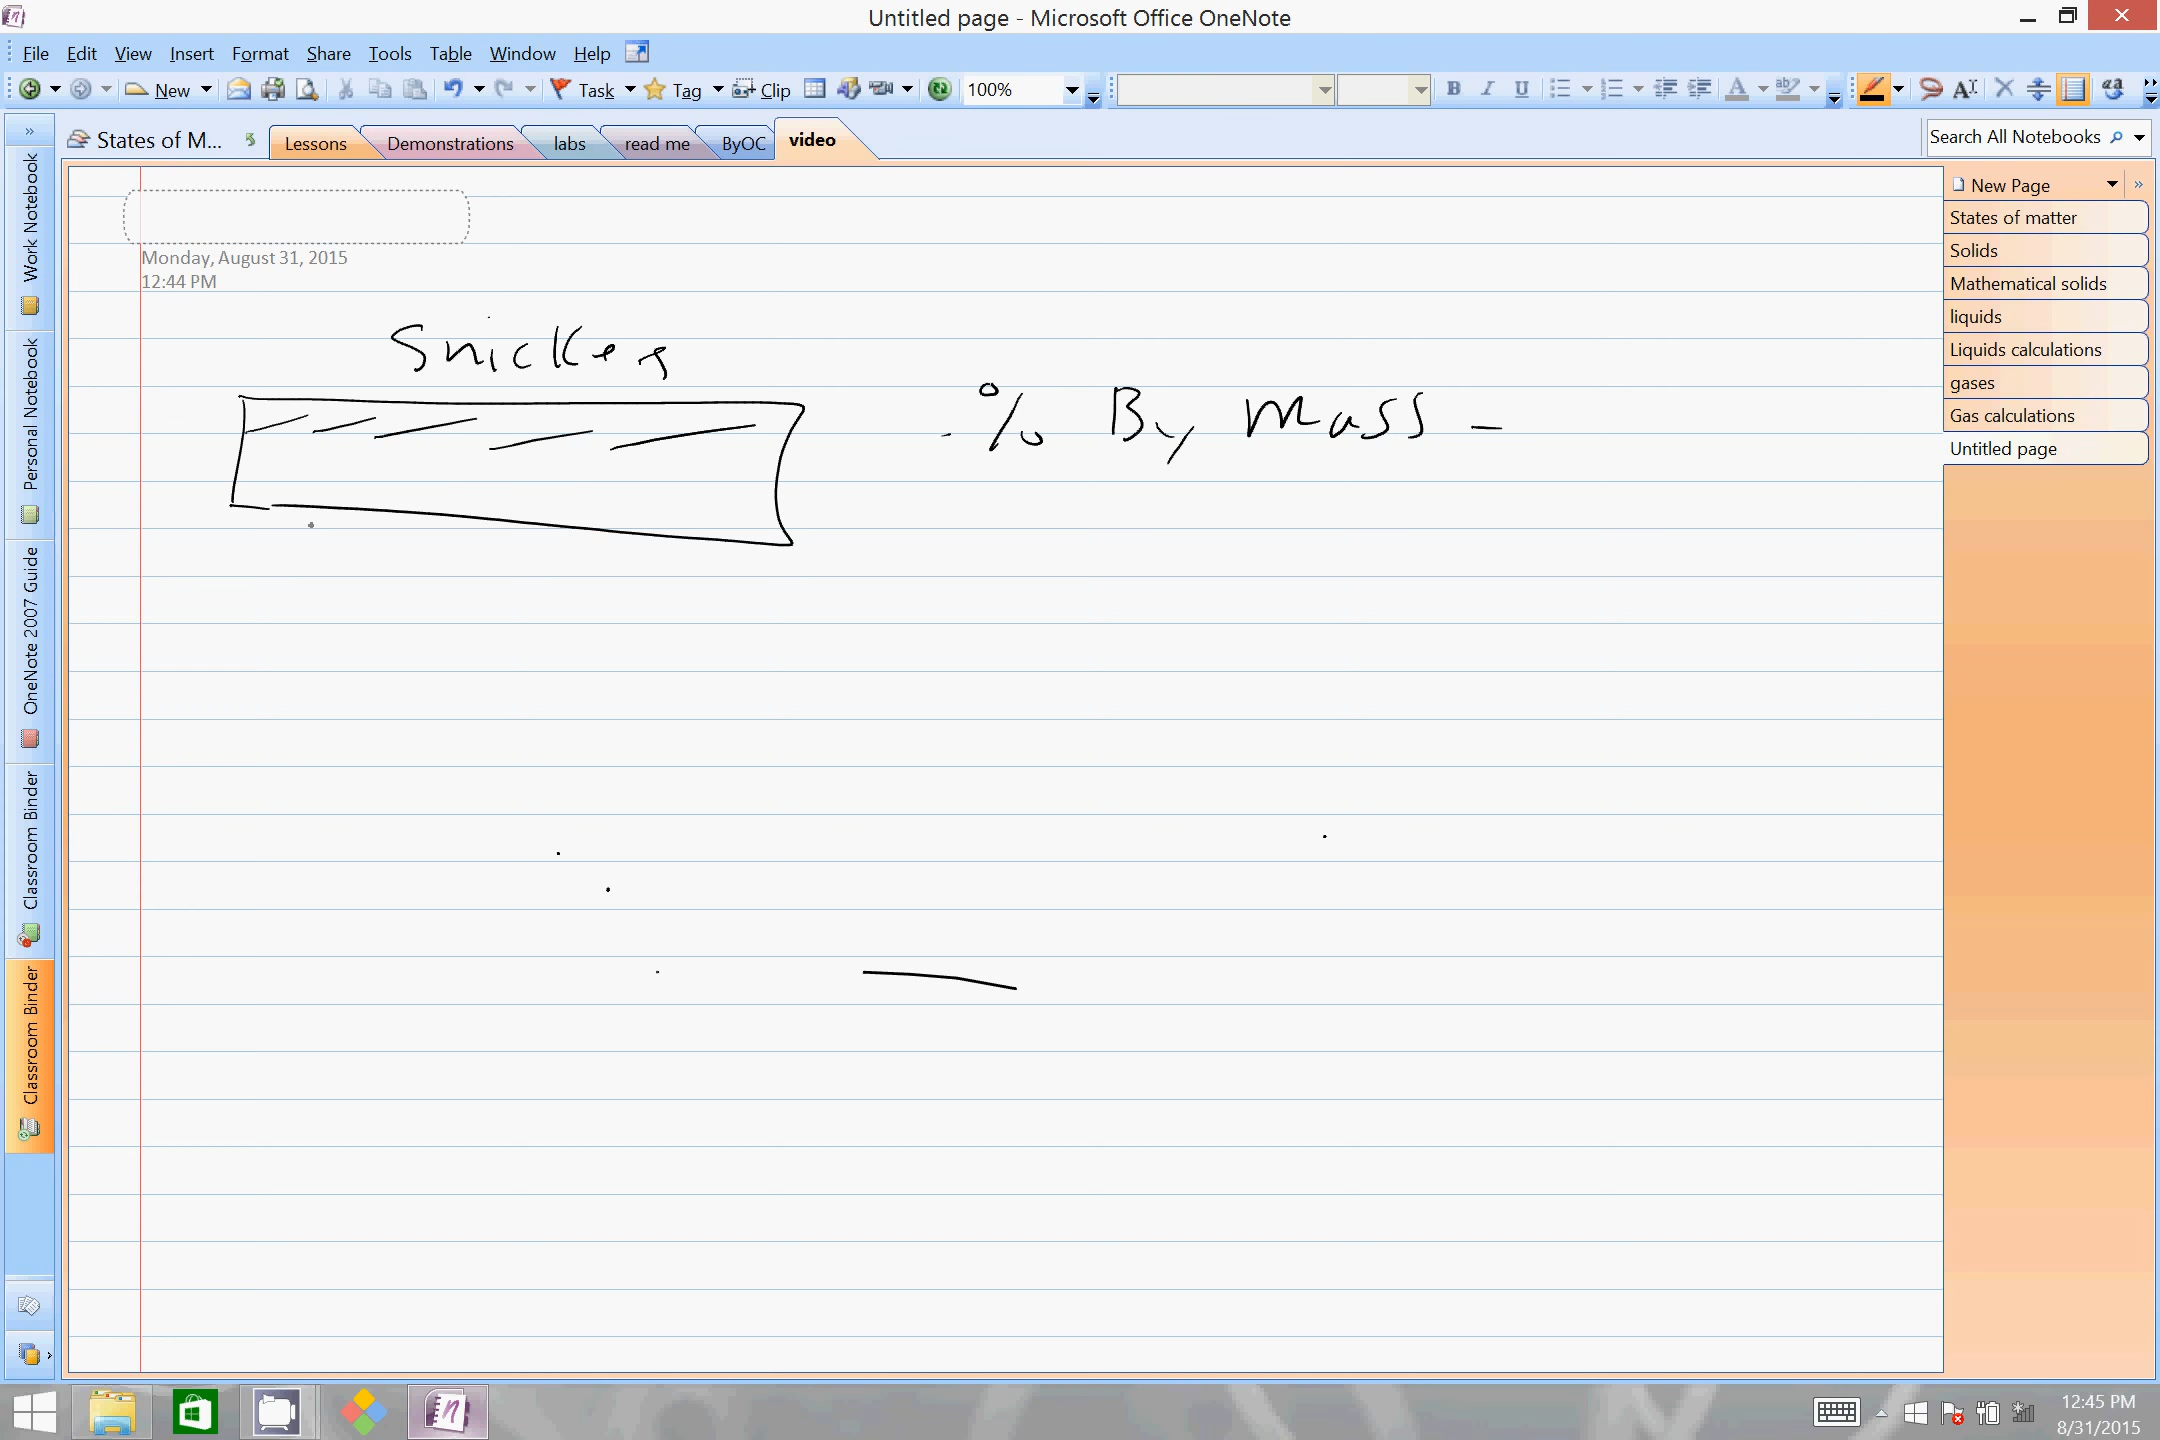 Untitled page - Microsoft Office OneNote
File Edit View Insert Format Share Tools Table Window Help
New Task Tag Clip 100% B I U A ab A
States of M... Lessons Demonstrations labs read me ByOC video Search All Notebooks
Work Notebook
Personal Notebook
OneNote 2007 Guide
Classroom Binder
Classroom Binder
Monday, August 31, 2015
12:44 PM
Snickers
% By Mass -
New Page
States of matter
Solids
Mathematical solids
liquids
Liquids calculations
gases
Gas calculations
Untitled page
12:45 PM
8/31/2015